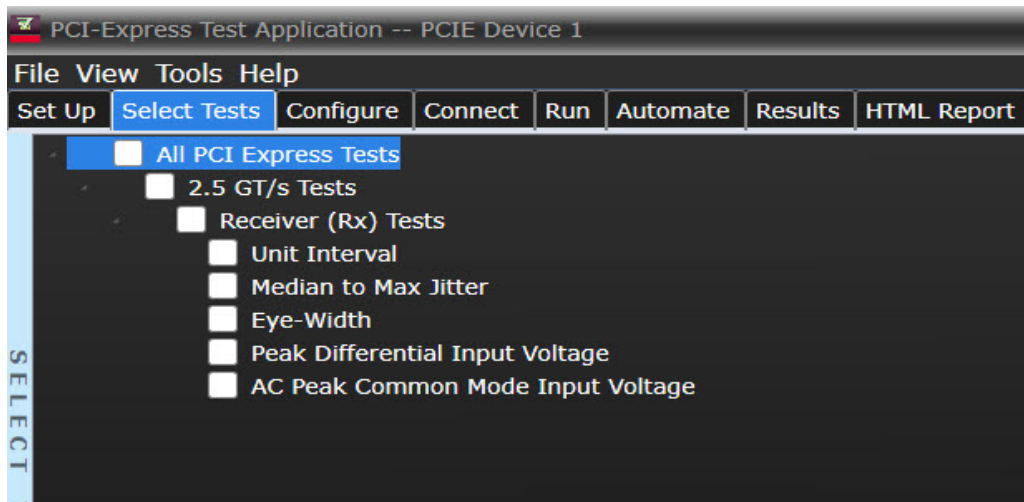 PCI-Express Test Application -- PCIE Device 1
File View Tools Help
Set Up Select Tests Configure Connect Run Automate Results HTML Report
All PCI Express Tests
2.5 GT/s Tests
Receiver (Rx) Tests
Unit Interval
Median to Max Jitter
Eye-Width
Peak Differential Input Voltage
AC Peak Common Mode Input Voltage
SELECT